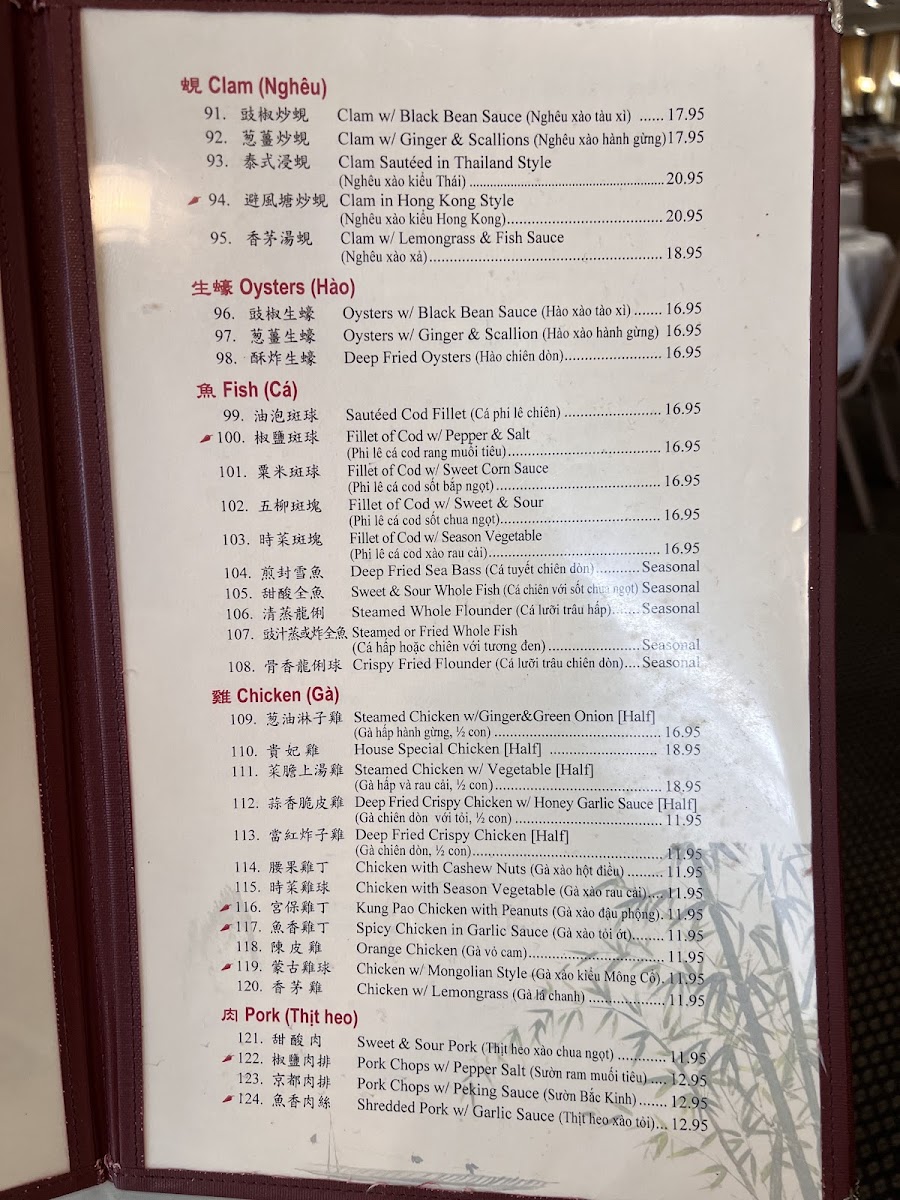 蜆 Clam (Nghêu)
91. 豉椒炒蜆 Clam w/ Black Bean Sauce (Nghêu xào tàu xì) ...... 17.95
92. 葱薑炒蜆 Clam w/ Ginger & Scallions (Nghêu xào hành gừng)17.95
93. 泰式浸蜆 Clam Sautéed in Thailand Style
(Nghêu xào kiểu Thái) ................................................ 20.95
94. 避風塘炒蜆 Clam in Hong Kong Style
(Nghêu xào kiểu Hong Kong)...................................... 20.95
95. 香茅湯蜆 Clam w/ Lemongrass & Fish Sauce
(Nghêu xào xả)......................................................... 18.95
生蠔 Oysters (Hào)
96. 豉椒生蠔 Oysters w/ Black Bean Sauce (Hào xào tào xì) ....... 16.95
97. 葱薑生蠔 Oysters w/ Ginger & Scallion (Hào xào hành gừng) 16.95
98. 酥炸生蠔 Deep Fried Oysters (Hào chiên dòn)....................... 16.95
魚 Fish (Cá)
99. 油泡斑球 Sautéed Cod Fillet (Cá phi lê chiên) ....................... 16.95
100. 椒鹽斑球 Fillet of Cod w/ Pepper & Salt
(Phi lê cá cod rang muối tiêu)..................................... 16.95
101. 粟米斑球 Fillet of Cod w/ Sweet Corn Sauce
(Phi lê cá cod sốt bắp ngọt)........................................ 16.95
102. 五柳斑塊 Fillet of Cod w/ Sweet & Sour
(Phi lê cá cod sốt chua ngọt)...................................... 16.95
103. 時菜斑塊 Fillet of Cod w/ Season Vegetable
(Phi lê cá cod xào rau cải).......................................... 16.95
104. 煎封雪魚 Deep Fried Sea Bass (Cá tuyết chiên dòn)........... Seasonal
105. 甜酸全魚 Sweet & Sour Whole Fish (Cá chiên với sốt chua ngọt) Seasonal
106. 清蒸龍脷 Steamed Whole Flounder (Cá lưỡi trâu hấp)....... Seasonal
107. 豉汁蒸或炸全魚 Steamed or Fried Whole Fish
(Cá hấp hoặc chiên với tương đen) ....................... Seasonal
108. 骨香龍脷球 Crispy Fried Flounder (Cá lưỡi trâu chiên dòn).... Seasonal
雞 Chicken (Gà)
109. 葱油淋子雞 Steamed Chicken w/Ginger&Green Onion [Half]
(Gà hấp hành gừng, ½ con) ......................................... 16.95
110. 貴妃雞 House Special Chicken [Half] .......................... 18.95
111. 菜膽上湯雞 Steamed Chicken w/ Vegetable [Half]
(Gà hấp và rau cải, ½ con).......................................... 18.95
112. 蒜香脆皮雞 Deep Fried Crispy Chicken w/ Honey Garlic Sauce [Half]
(Gà chiên dòn với tỏi, ½ con) .................................... 11.95
113. 當紅炸子雞 Deep Fried Crispy Chicken [Half]
(Gà chiên dòn, ½ con)................................................ 11.95
114. 腰果雞丁 Chicken with Cashew Nuts (Gà xào hột điều) ......... 11.95
115. 時菜雞球 Chicken with Season Vegetable (Gà xào rau cải).... 11.95
116. 宮保雞丁 Kung Pao Chicken with Peanuts (Gà xào đậu phộng). 11.95
117. 魚香雞丁 Spicy Chicken in Garlic Sauce (Gà xào tỏi ớt)........ 11.95
118. 陳皮雞 Orange Chicken (Gà vỏ cam)................................. 11.95
119. 蒙古雞球 Chicken w/ Mongolian Style (Gà xáo kiểu Mông Cổ). 11.95
120. 香茅雞 Chicken w/ Lemongrass (Gà lá chanh) .................. 11.95
肉 Pork (Thịt heo)
121. 甜酸肉 Sweet & Sour Pork (Thịt heo xào chua ngọt) ........... 11.95
122. 椒鹽肉排 Pork Chops w/ Pepper Salt (Sườn ram muối tiêu) .... 12.95
123. 京都肉排 Pork Chops w/ Peking Sauce (Sườn Bắc Kinh)....... 12.95
124. 魚香肉絲 Shredded Pork w/ Garlic Sauce (Thịt heo xào tỏi)... 12.95